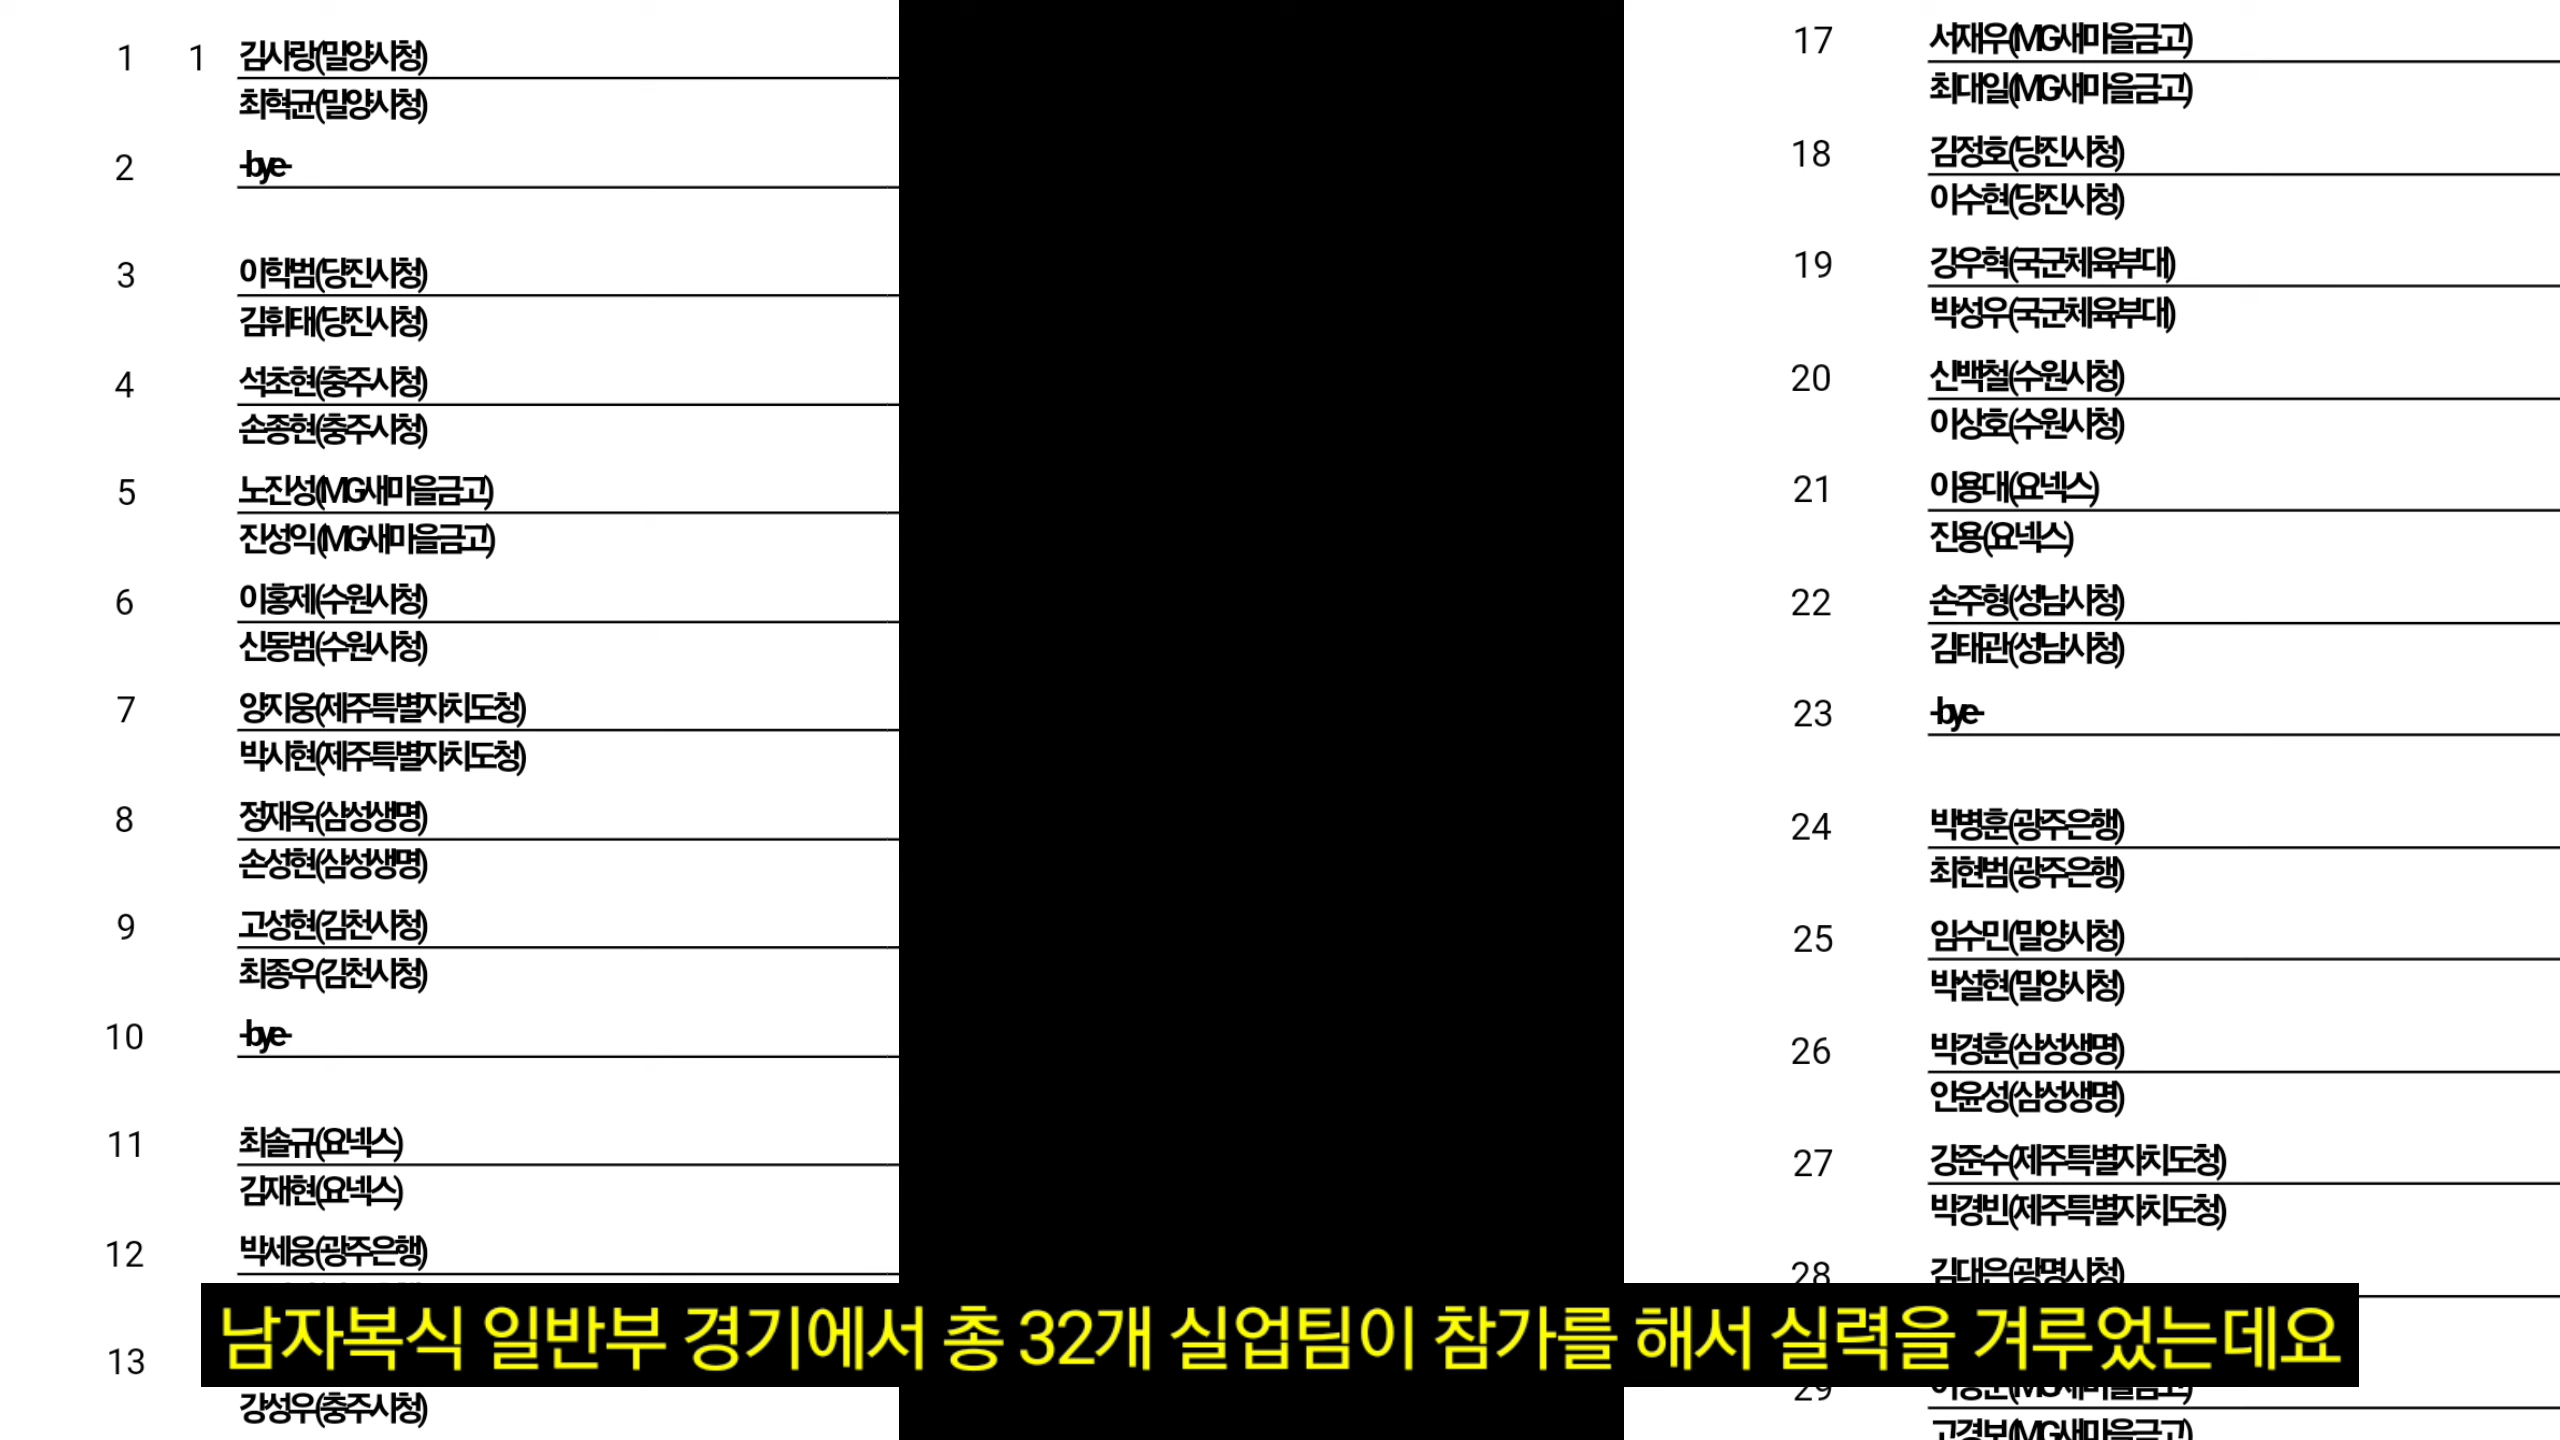 1 1 김사랑(밀양시청)
최혁균(밀양시청)
2 -bye-
3 이학범(당진시청)
김휘태(당진시청)
4 석초현(충주시청)
손종현(충주시청)
5 노진성(MG새마을금고)
진성익(MG새마을금고)
6 이홍제(수원시청)
신동범(수원시청)
7 양지웅(제주특별자치도청)
박시현(제주특별자치도청)
8 정재욱(삼성생명)
손성현(삼성생명)
9 고성현(김천시청)
최종우(김천시청)
10 -bye-
11 최솔규(요넥스)
김재현(요넥스)
12 박세웅(광주은행)
13
강성우(충주시청)
17 서재우(MG새마을금고)
최대일(MG새마을금고)
18 김정호(당진시청)
이수현(당진시청)
19 강우혁(국군체육부대)
박성우(국군체육부대)
20 신백철(수원시청)
이상호(수원시청)
21 이용대(요넥스)
진용(요넥스)
22 손주형(성남시청)
김태관(성남시청)
23 -bye-
24 박병훈(광주은행)
최현범(광주은행)
25 임수민(밀양시청)
박설현(밀양시청)
26 박경훈(삼성생명)
안윤성(삼성생명)
27 강준수(제주특별자치도청)
박경빈(제주특별자치도청)
28 김대은(광명시청)
29
고경보(MG새마을금고)
남자복식 일반부 경기에서 총 32개 실업팀이 참가를 해서 실력을 겨루었는데요